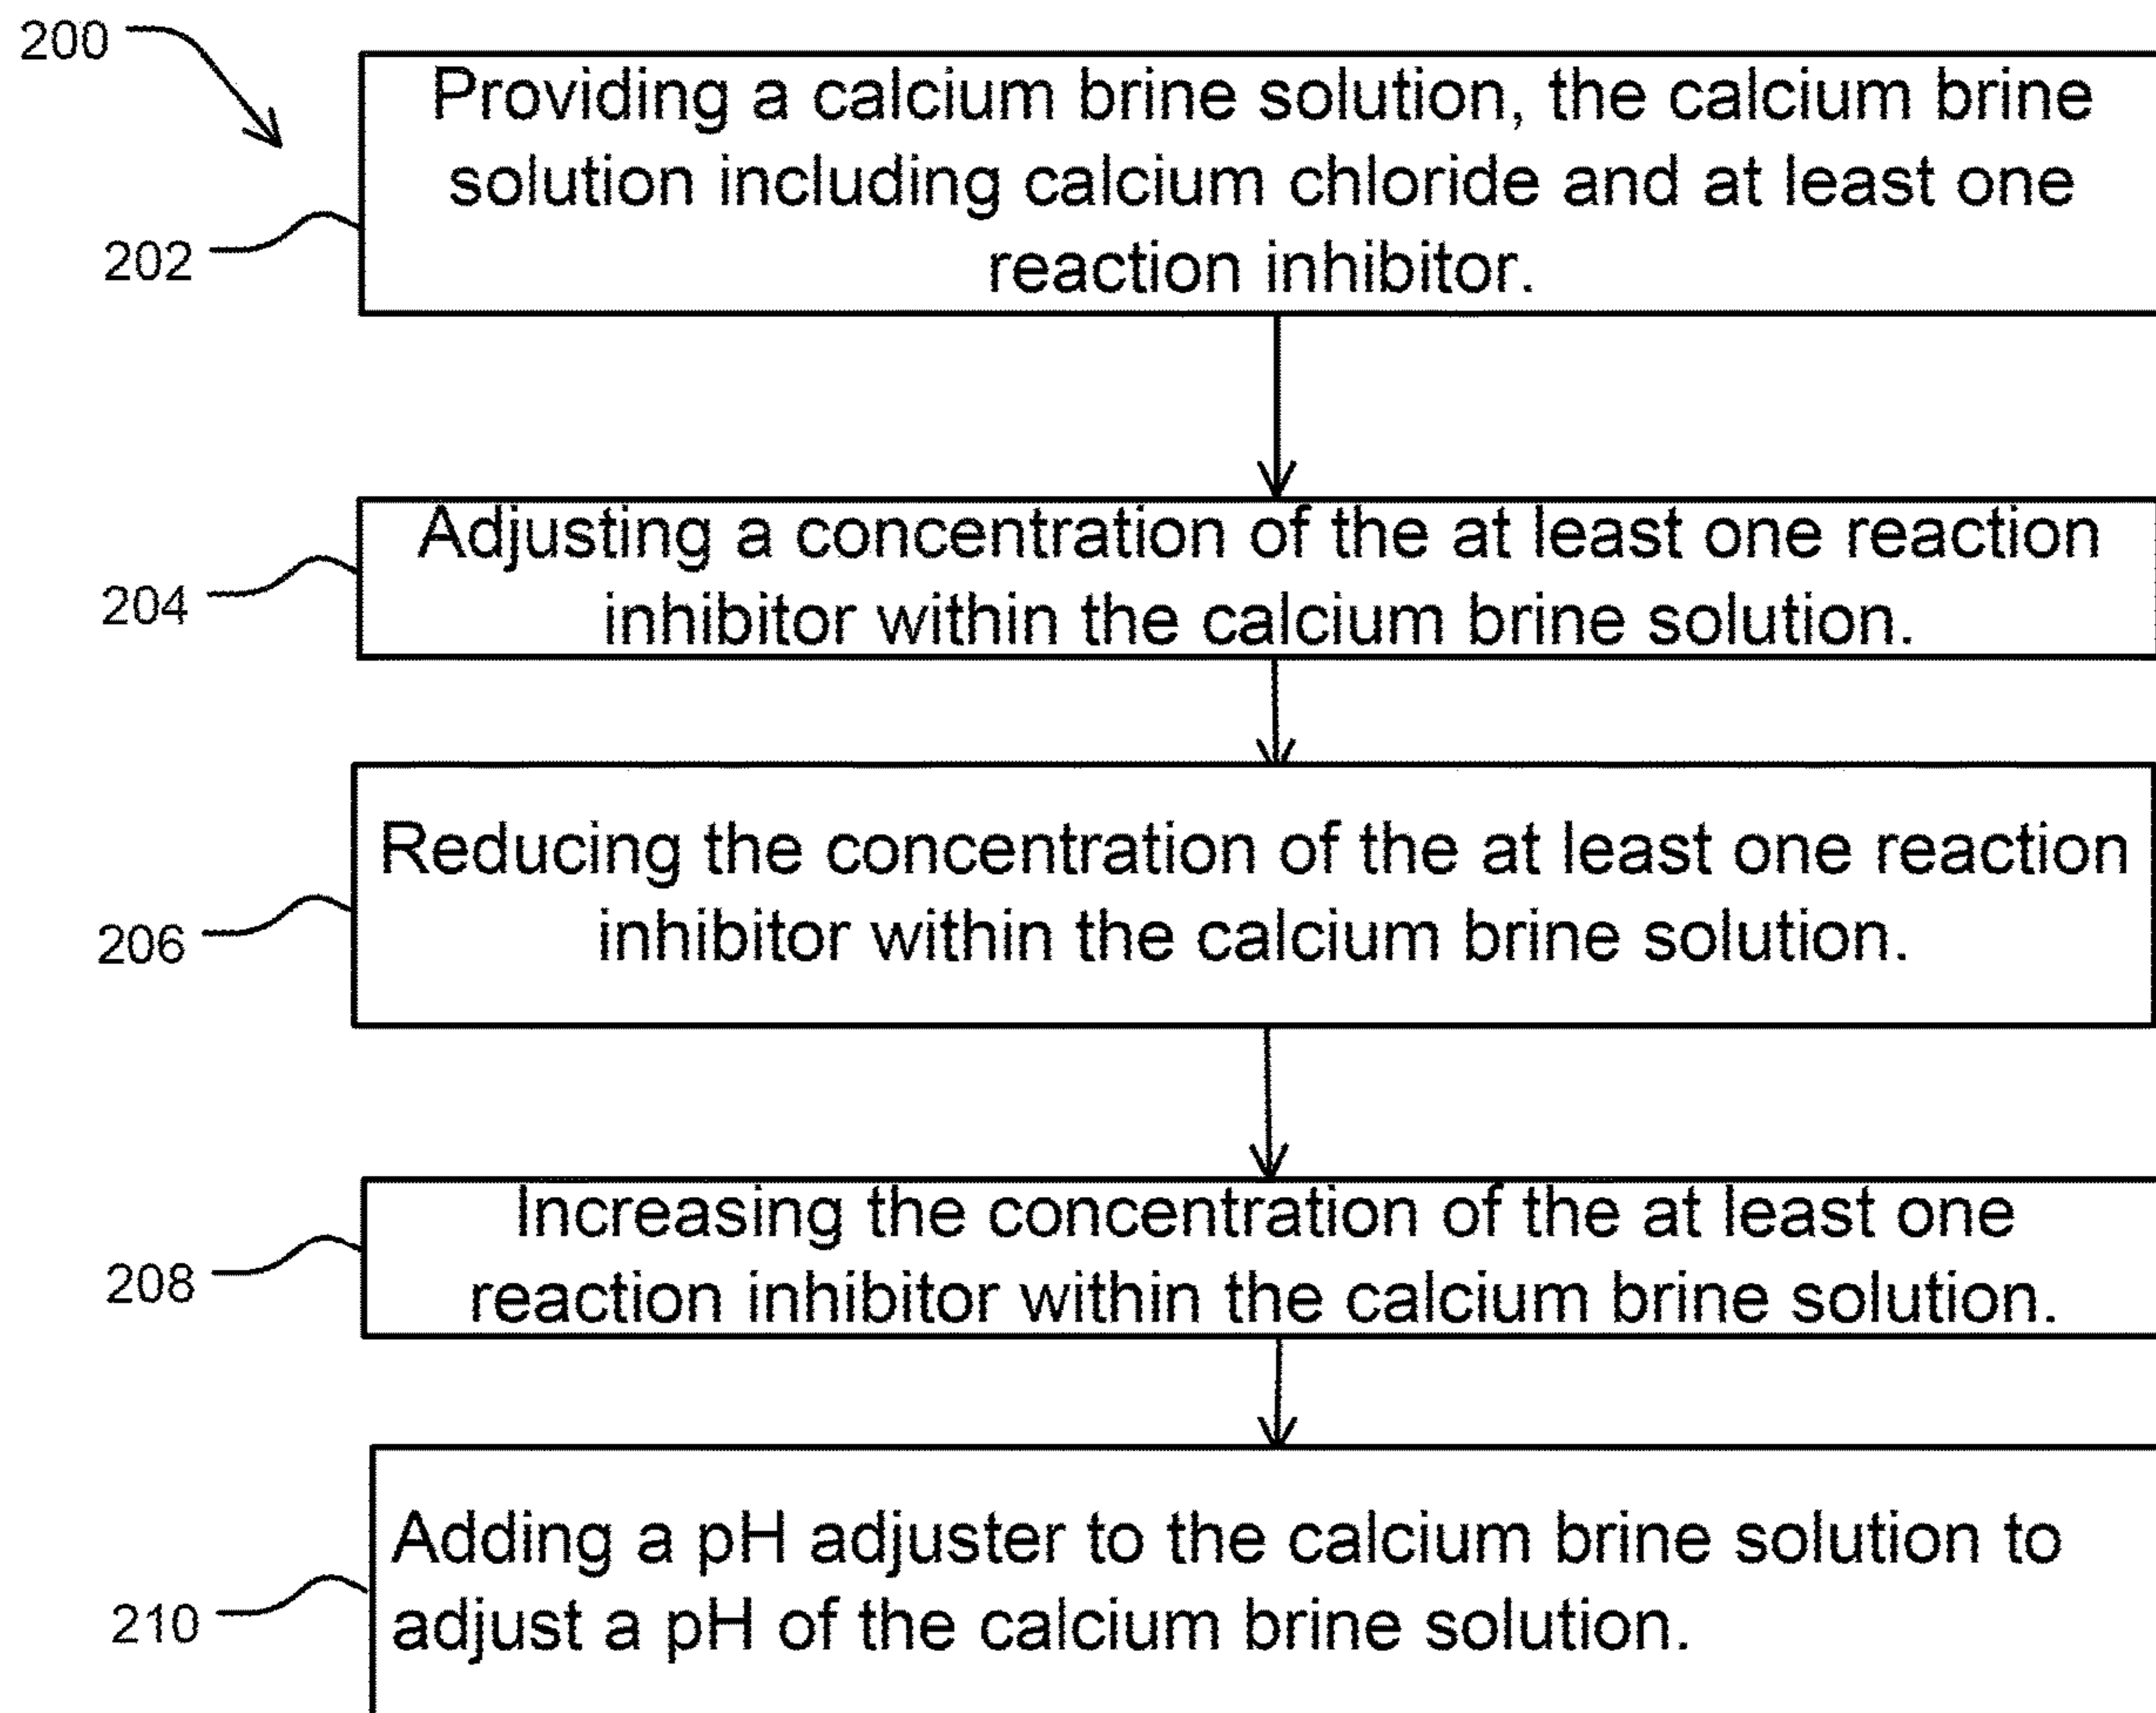 200
Providing a calcium brine solution, the calcium brine
solution including calcium chloride and at least one
reaction inhibitor.
202
Adjusting a concentration of the at least one reaction
inhibitor within the calcium brine solution.
204
Reducing the concentration of the at least one reaction
inhibitor within the calcium brine solution.
206
Increasing the concentration of the at least one
reaction inhibitor within the calcium brine solution.
208
Adding a pH adjuster to the calcium brine solution to
adjust a pH of the calcium brine solution.
210